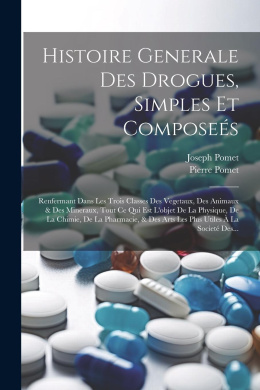 Histoire Generale
Des Drogues,
Simples Et
Composeés
Renfermant Dans Les Trois Classes Des Vegetaux, Des Animaux
& Des Mineraux, Tout Ce Qui Est L'objet De La Physique, De
La Chimie, De La Pharmacie, & Des Arts Les Plus Utiles À La
Societé Des...
Joseph Pomet
Pierre Pomet